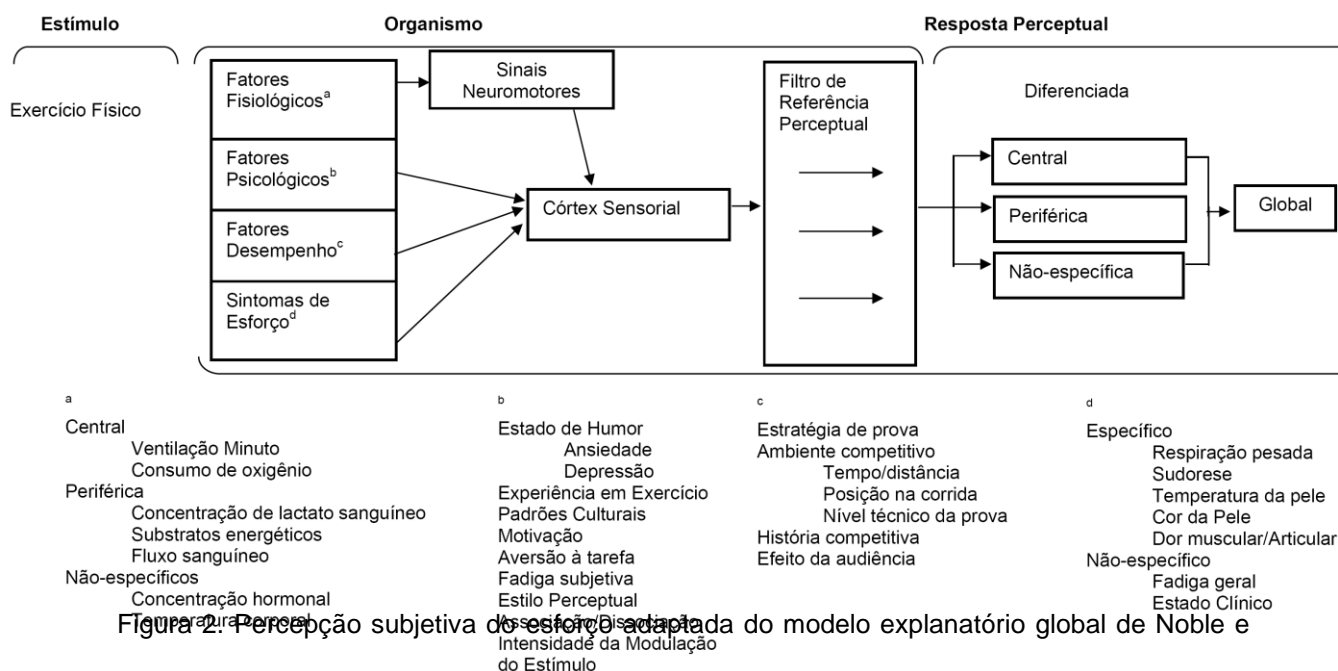 Estímulo
Organismo
Resposta Perceptual
Exercício Físico
Fatores
Fisiológicosa
Fatores
Psicológicosb
Fatores
Desempenhoc
Sintomas de
Esforçod
Sinais
Neuromotores
Córtex Sensorial
Filtro de
Referência
Perceptual
Diferenciada
Central
Periférica
Não-específica
Global
a
Central
Ventilação Minuto
Consumo de oxigênio
Periférica
Concentração de lactato sanguíneo
Substratos energéticos
Fluxo sanguíneo
Não-específicos
Concentração hormonal
Temperatura corporal
b
Estado de Humor
Ansiedade
Depressão
Experiência em Exercício
Padrões Culturais
Motivação
Aversão à tarefa
Fadiga subjetiva
Estilo Perceptual
Associação/Dissociação
Intensidade da Modulação
do Estímulo
c
Estratégia de prova
Ambiente competitivo
Tempo/distância
Posição na corrida
Nível técnico da prova
História competitiva
Efeito da audiência
d
Específico
Respiração pesada
Sudorese
Temperatura da pele
Cor da Pele
Dor muscular/Articular
Não-específico
Fadiga geral
Estado Clínico
Figura 2. Percepção subjetiva do esforço adaptada do modelo explanatório global de Noble e